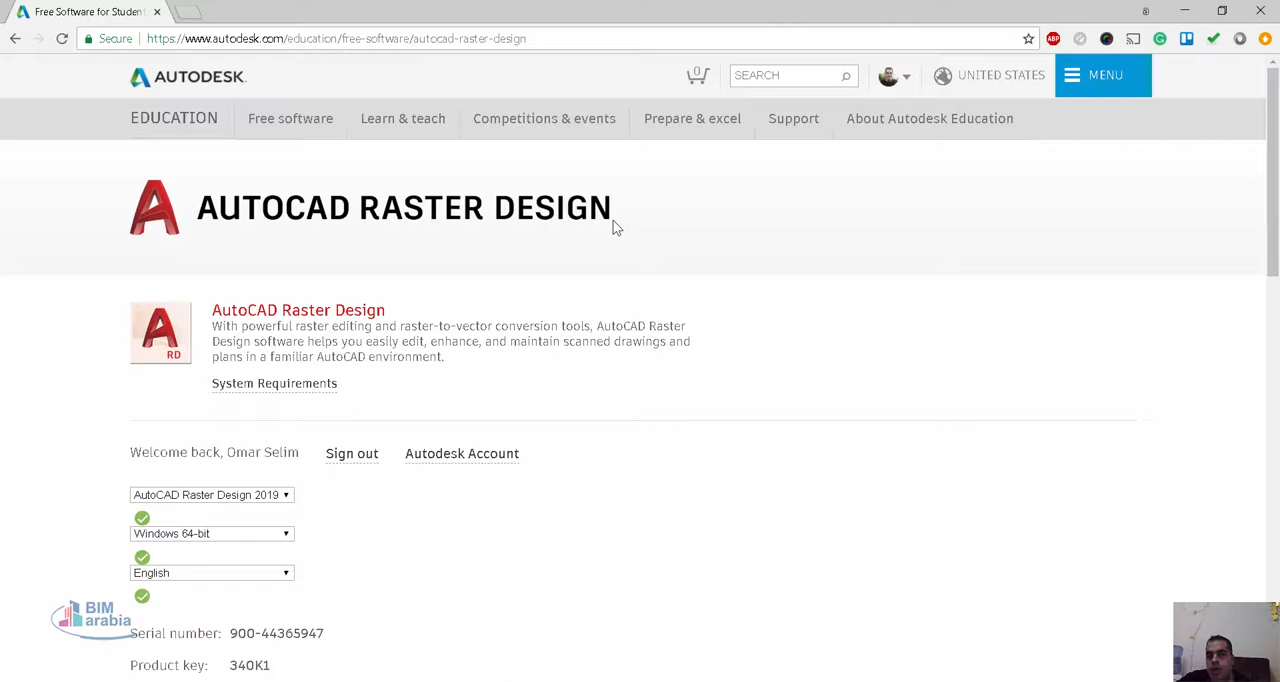 Free Software for Studen
Secure https://www.autodesk.com/education/free-software/autocad-raster-design
ABP
AUTODESK.
0
SEARCH
UNITED STATES
MENU
EDUCATION
Free software
Learn & teach
Competitions & events
Prepare & excel
Support
About Autodesk Education
AUTOCAD RASTER DESIGN
RD
AutoCAD Raster Design
With powerful raster editing and raster-to-vector conversion tools, AutoCAD Raster
Design software helps you easily edit, enhance, and maintain scanned drawings and
plans in a familiar AutoCAD environment.
System Requirements
Welcome back, Omar Selim
Sign out
Autodesk Account
AutoCAD Raster Design 2019
Windows 64-bit
English
BIM
arabia
Serial number: 900-44365947
Product key: 340K1